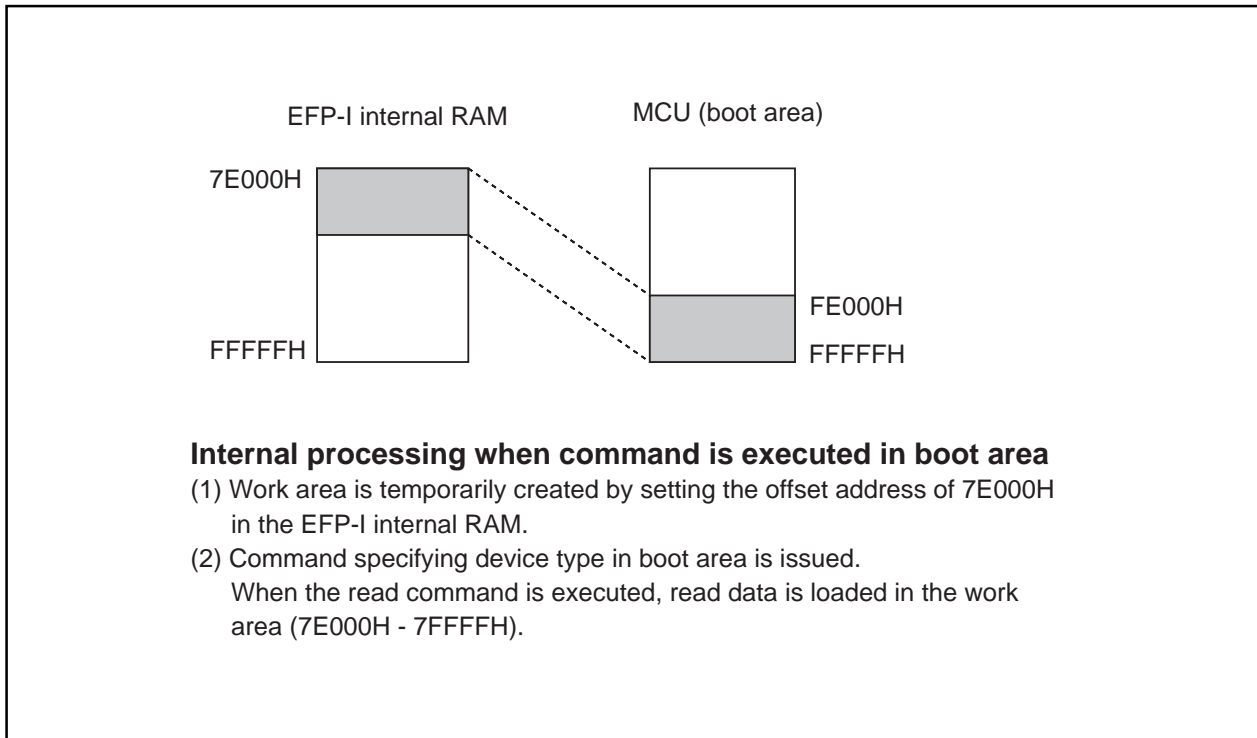 EFP-I internal RAM
MCU (boot area)
7E000H
FFFFFH
FE000H
FFFFFH
Internal processing when command is executed in boot area
(1) Work area is temporarily created by setting the offset address of 7E000H
in the EFP-I internal RAM.
(2) Command specifying device type in boot area is issued.
When the read command is executed, read data is loaded in the work
area (7E000H - 7FFFFH).